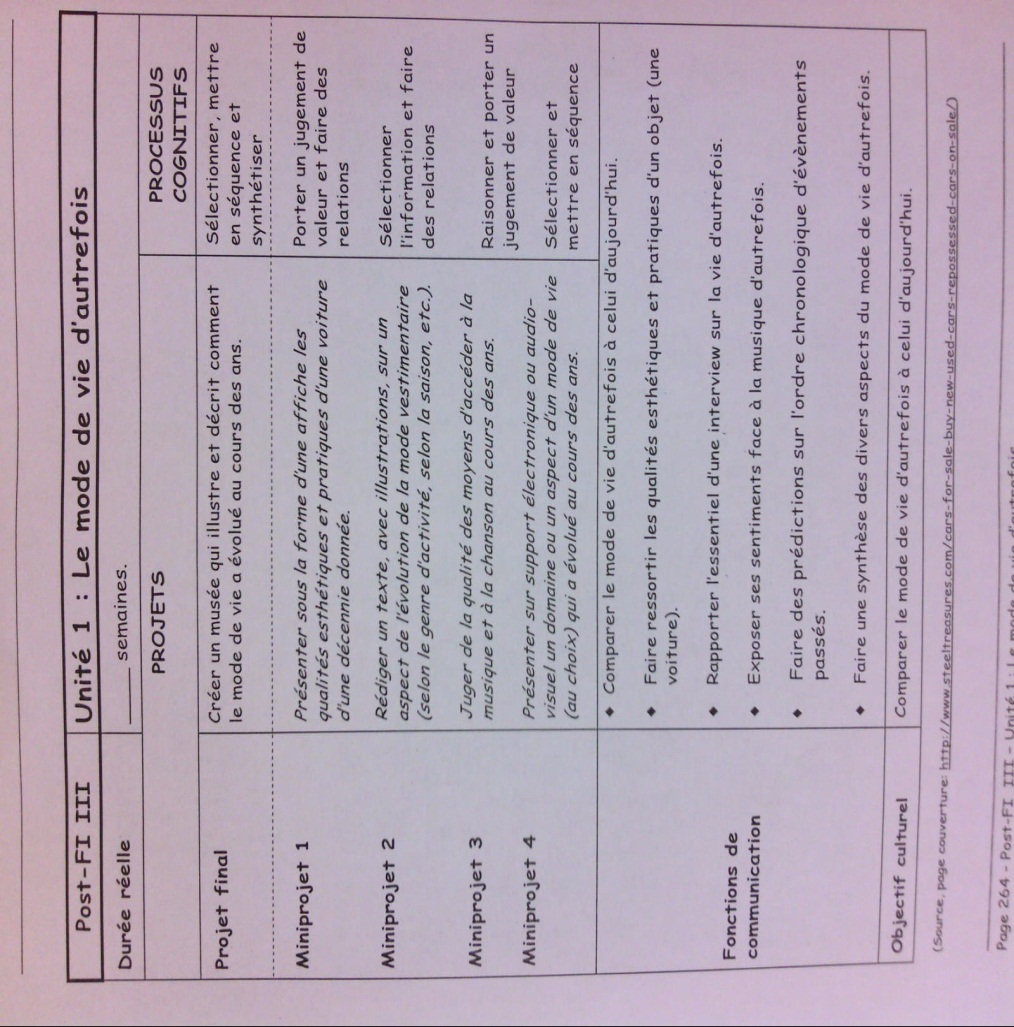 Post-FI III
Unité 1 : Le mode de vie d'autrefois
Durée réelle
_____ semaines.
PROJETS
PROCESSUS
COGNITIFS
Projet final
Créer un musée qui illustre et décrit comment
le mode de vie a évolué au cours des ans.
Sélectionner, mettre
en séquence et
synthétiser
Miniprojet 1
Présenter sous la forme d'une affiche les
qualités esthétiques et pratiques d'une voiture
d'une décennie donnée.
Porter un jugement de
valeur et faire des
relations
Miniprojet 2
Rédiger un texte, avec illustrations, sur un
aspect de l'évolution de la mode vestimentaire
(selon le genre d'activité, selon la saison, etc.).
Sélectionner
l'information et faire
des relations
Miniprojet 3
Juger de la qualité des moyens d'accéder à la
musique et à la chanson au cours des ans.
Raisonner et porter un
jugement de valeur
Miniprojet 4
Présenter sur support électronique ou audio-
visuel un domaine ou un aspect d'un mode de vie
(au choix) qui a évolué au cours des ans.
Sélectionner et
mettre en séquence
Fonctions de
communication
♦ Comparer le mode de vie d'autrefois à celui d'aujourd'hui.
♦ Faire ressortir les qualités esthétiques et pratiques d'un objet (une
voiture).
♦ Rapporter l'essentiel d'une interview sur la vie d'autrefois.
♦ Exposer ses sentiments face à la musique d'autrefois.
♦ Faire des prédictions sur l'ordre chronologique d'évènements
passés.
♦ Faire une synthèse des divers aspects du mode de vie d'autrefois.
Objectif culturel
Comparer le mode de vie d'autrefois à celui d'aujourd'hui.
(Source, page couverture: http://www.steeltreasures.com/cars-for-sale-buy-new-used-cars-repossessed-cars-on-sale/)
Page 264 - Post-FI III - Unité 1 : Le mode de vie d'autrefois